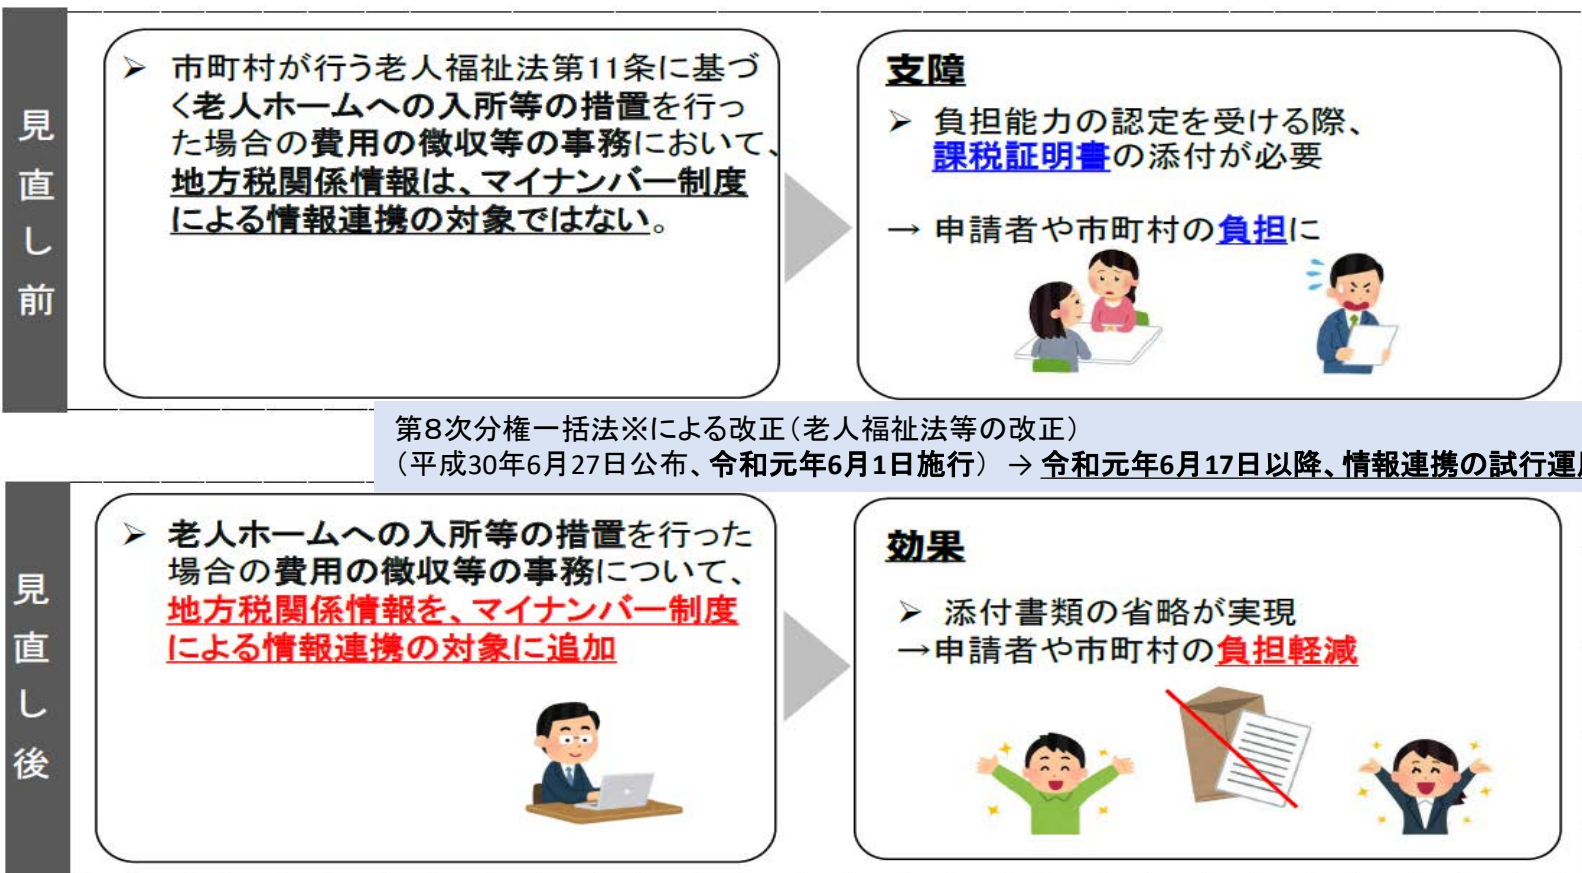 見直し前
➢ 市町村が行う老人福祉法第11条に基づ
く老人ホームへの入所等の措置を行っ
た場合の費用の徴収等の事務において、
地方税関係情報は、マイナンバー制度
による情報連携の対象ではない。
支障
➢ 負担能力の認定を受ける際、
課税証明書の添付が必要
→ 申請者や市町村の負担に
第８次分権一括法※による改正（老人福祉法等の改正）
（平成30年6月27日公布、令和元年6月1日施行） → 令和元年6月17日以降、情報連携の試行運
見直し後
➢ 老人ホームへの入所等の措置を行った
場合の費用の徴収等の事務について、
地方税関係情報を、マイナンバー制度
による情報連携の対象に追加
効果
➢ 添付書類の省略が実現
→申請者や市町村の負担軽減